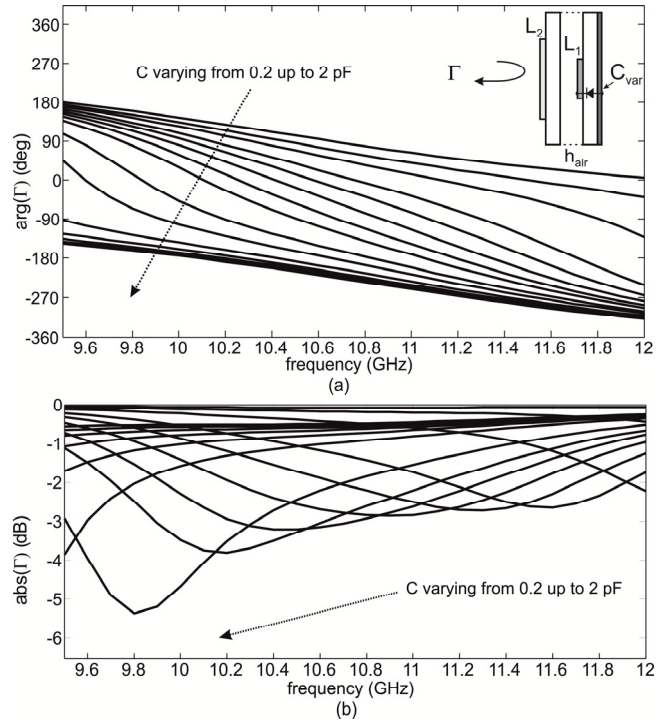 360
270
180
90
0
-90
-180
-270
-360
arg(Γ) (deg)
C varying from 0.2 up to 2 pF
Γ
L2
L1
Cvar
hair
9.6 9.8 10 10.2 10.4 10.6 10.8 11 11.2 11.4 11.6 11.8 12
frequency (GHz)
(a)
0
-1
-2
-3
-4
-5
-6
abs(Γ) (dB)
C varying from 0.2 up to 2 pF
9.6 9.8 10 10.2 10.4 10.6 10.8 11 11.2 11.4 11.6 11.8 12
frequency (GHz)
(b)